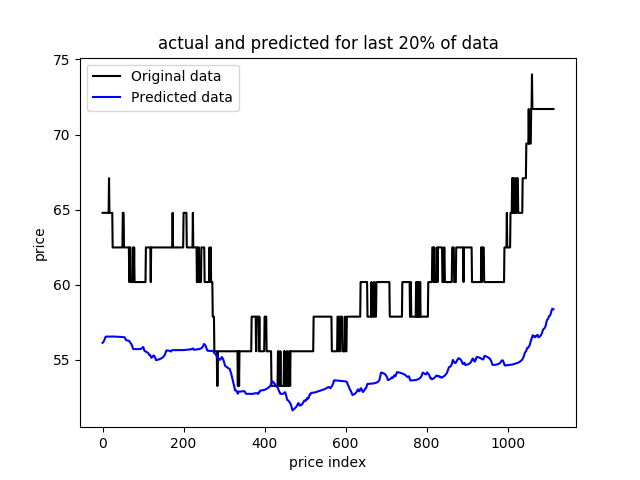 actual and predicted for last 20% of data
Original data
Predicted data
75
70
65
60
55
price
0 200 400 600 800 1000
price index